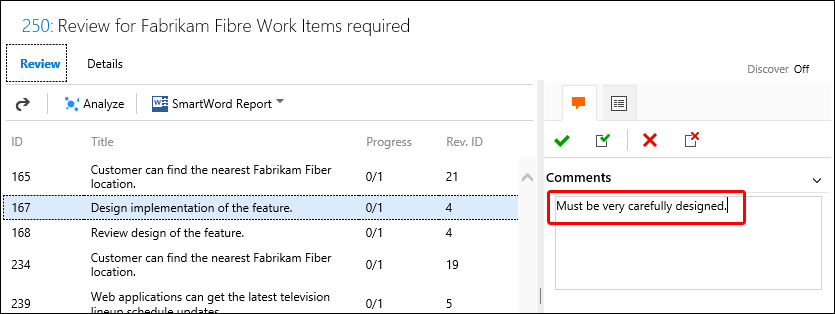 250: Review for Fabrikam Fibre Work Items required
Review Details
Discover Off
Analyze SmartWord Report
ID Title Progress Rev. ID
165 Customer can find the nearest Fabrikam Fiber location. 0/1 21
167 Design implementation of the feature. 0/1 4
168 Review design of the feature. 0/1 4
234 Customer can find the nearest Fabrikam Fiber location. 0/1 19
239 Web applications can get the latest television lineup schedule updates. 0/1 5
Comments
Must be very carefully designed.